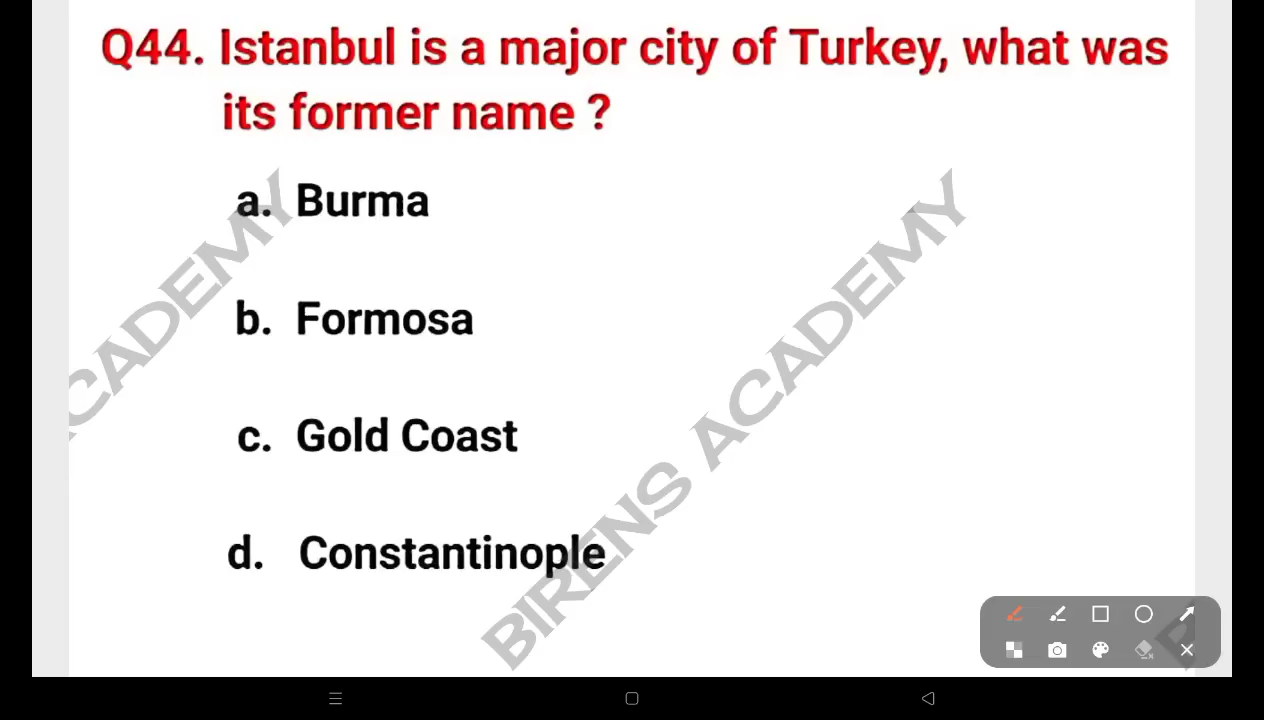 Q44. Istanbul is a major city of Turkey, what was
its former name ?
a. Burma
b. Formosa
c. Gold Coast
d. Constantinople
CADEMY
BIRENS ACADEMY